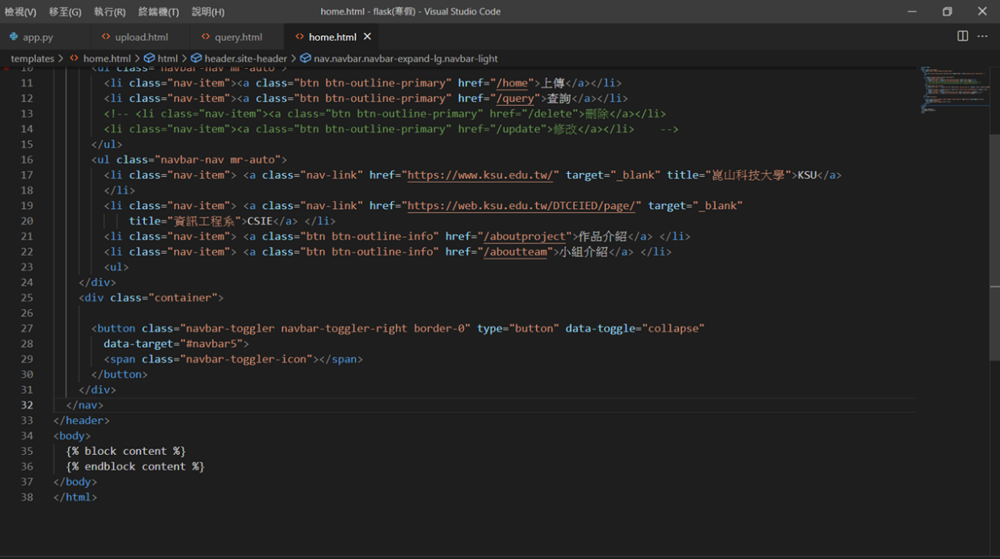 檢視(V) 移至(G) 執行(R) 終端機(T) 說明(H) home.html - flask(寒假) - Visual Studio Code
app.py upload.html query.html home.html
templates > home.html > html > header.site-header > nav.navbar.navbar-expand-lg.navbar-light
10 <ul class="navbar-nav mr-auto">
11 <li class="nav-item"><a class="btn btn-outline-primary" href="/home">上傳</a></li>
12 <li class="nav-item"><a class="btn btn-outline-primary" href="/query">查詢</a></li>
13 <!-- <li class="nav-item"><a class="btn btn-outline-primary" href="/delete">刪除</a></li>
14 <li class="nav-item"><a class="btn btn-outline-primary" href="/update">修改</a></li> -->
15 </ul>
16 <ul class="navbar-nav mr-auto">
17 <li class="nav-item"> <a class="nav-link" href="https://www.ksu.edu.tw/" target="_blank" title="崑山科技大學">KSU</a>
18 </li>
19 <li class="nav-item"> <a class="nav-link" href="https://web.ksu.edu.tw/DTCEIED/page/" target="_blank"
20 title="資訊工程系">CSIE</a> </li>
21 <li class="nav-item"> <a class="btn btn-outline-info" href="/aboutproject">作品介紹</a> </li>
22 <li class="nav-item"> <a class="btn btn-outline-info" href="/aboutteam">小組介紹</a> </li>
23 <ul>
24 </div>
25 <div class="container">
26
27 <button class="navbar-toggler navbar-toggler-right border-0" type="button" data-toggle="collapse"
28 data-target="#navbar5">
29 <span class="navbar-toggler-icon"></span>
30 </button>
31 </div>
32 </nav>
33 </header>
34 <body>
35 {% block content %}
36 {% endblock content %}
37 </body>
38 </html>